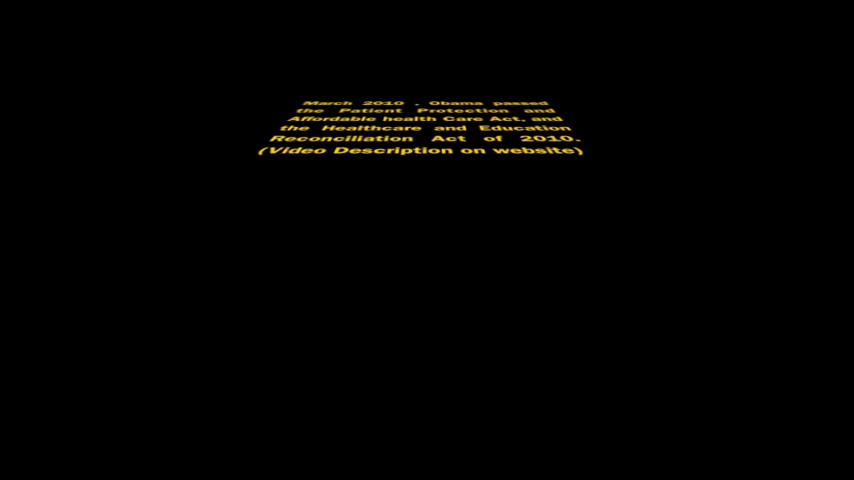 March 2010 , Obama passed
the Patient Protection and
Affordable health Care Act, and
the Healthcare and Education
Reconciliation Act of 2010.
(Video Description on website)